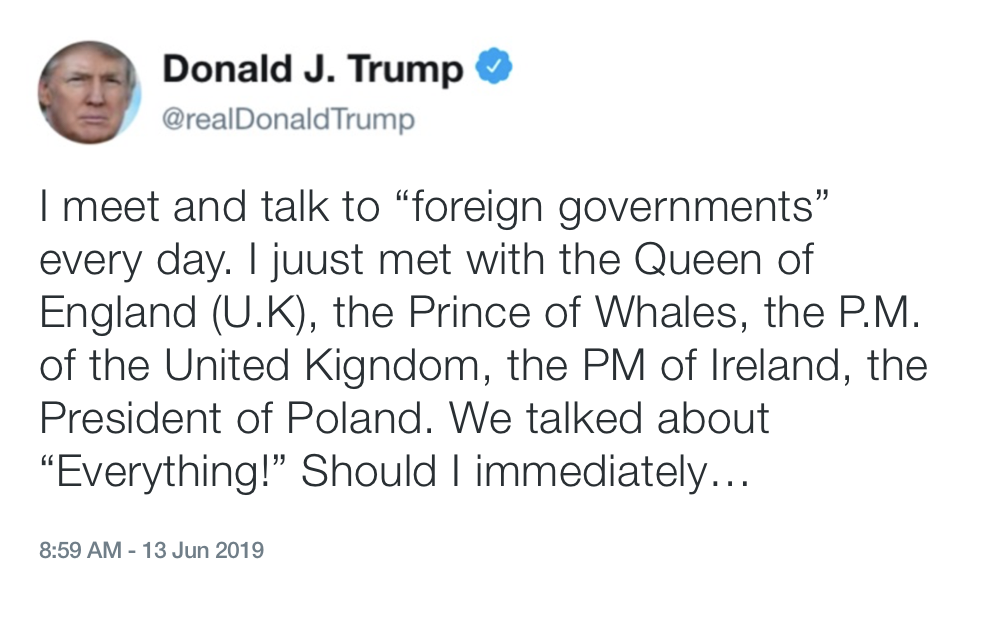 Donald J. Trump
@realDonaldTrump
I meet and talk to “foreign governments”
every day. I juust met with the Queen of
England (U.K), the Prince of Whales, the P.M.
of the United Kigndom, the PM of Ireland, the
President of Poland. We talked about
“Everything!” Should I immediately…
8:59 AM - 13 Jun 2019